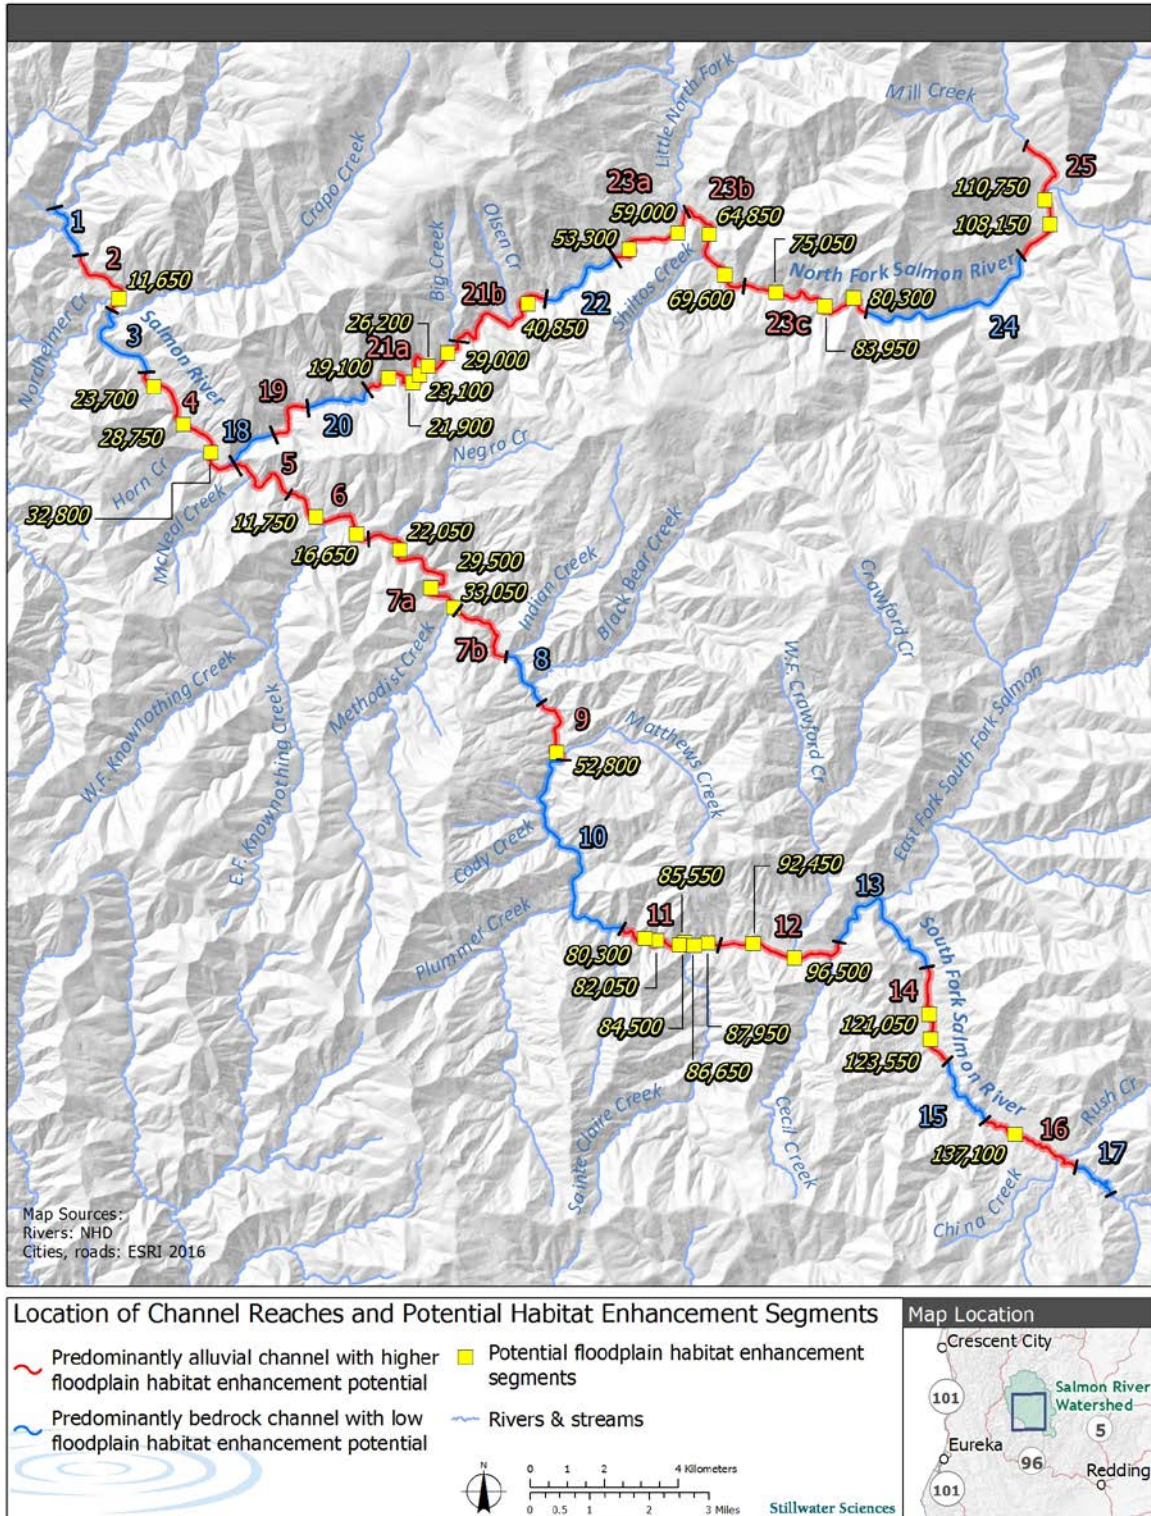 Mill Creek
Little North Fork
Crapo Creek
25
23a
23b
110,750
59,000
64,850
108,150
Olsen Cr
1
53,300
75,050
2
Big Creek
North Fork Salmon River
11,650
Shiltos Creek
22
21b
69,600
80,300
Nordheimer Cr
Salmon River
26,200
40,850
23c
24
3
21a
29,000
83,950
19,100
23,100
23,700
4
19
21,900
28,750
18
20
Negro Cr
5
Horn Cr
32,800
McNeal Creek
6
11,750
22,050
16,650
29,500
33,050
7a
Indian Creek
Black Bear Creek
Crawford Cr
7b
8
W.F. Crawford Cr
Methodist Creek
W.F. Knownothing Creek
E.F. Knownothing Creek
East Fork South Fork Salmon
9
Matthews Creek
52,800
10
Cody Creek
92,450
85,550
13
11
12
Plummer Creek
80,300
96,500
South Fork Salmon River
82,050
14
84,500
87,950
121,050
86,650
123,550
Sainte Claire Creek
Cecil Creek
Rush Cr
15
16
137,100
17
China Creek
Map Sources:
Rivers: NHD
Cities, roads: ESRI 2016
Location of Channel Reaches and Potential Habitat Enhancement Segments
Predominantly alluvial channel with higher
floodplain habitat enhancement potential
Predominantly bedrock channel with low
floodplain habitat enhancement potential
Potential floodplain habitat enhancement
segments
Rivers & streams
N
0 1 2 4 Kilometers
0 0.5 1 2 3 Miles
Stillwater Sciences
Map Location
Crescent City
101
Salmon River
Watershed
5
Eureka
96
Redding
101